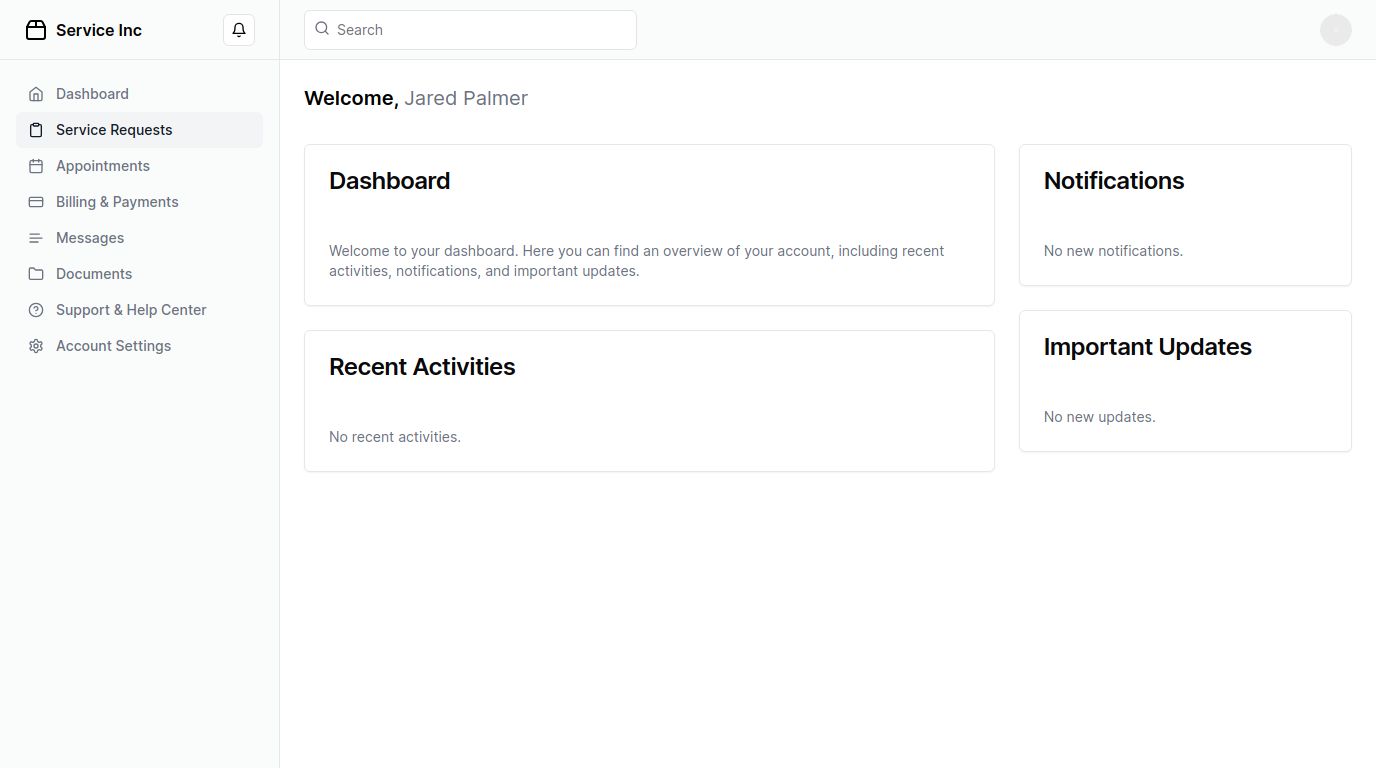 Service Inc
Search
Dashboard
Service Requests
Appointments
Billing & Payments
Messages
Documents
Support & Help Center
Account Settings
Welcome, Jared Palmer
Dashboard
Welcome to your dashboard. Here you can find an overview of your account, including recent
activities, notifications, and important updates.
Recent Activities
No recent activities.
Notifications
No new notifications.
Important Updates
No new updates.